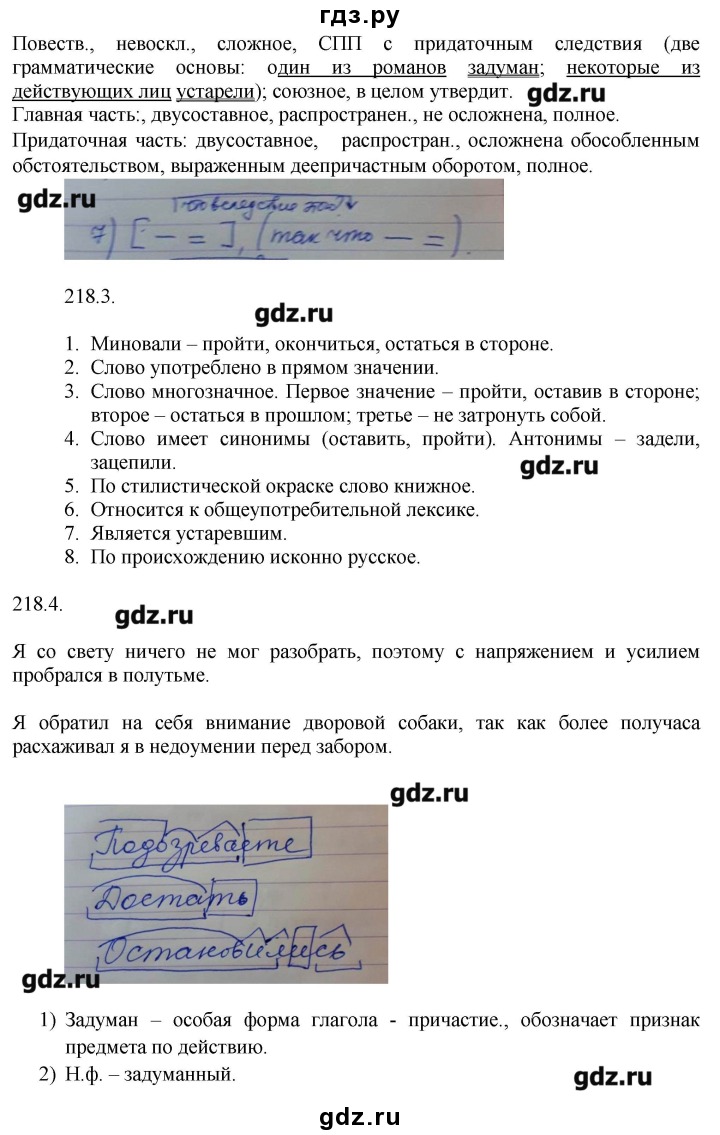 гдз.ру
Повеств., невоскл., сложное, СПП с придаточным следствия (две
грамматические основы: один из романов задуман; некоторые из
действующих лиц устарели); союзное, в целом утвердит. gdz.ru
Главная часть:, двусоставное, распространен., не осложнена, полное.
Придаточная часть: двусоставное, распростран., осложнена обособленным
обстоятельством, выраженным деепричастным оборотом, полное.
gdz.ru
7) [ — = ], (так что — = ).
218.3.
gdz.ru
1. Миновали – пройти, окончиться, остаться в стороне.
2. Слово употреблено в прямом значении.
3. Слово многозначное. Первое значение – пройти, оставив в стороне;
второе – остаться в прошлом; третье – не затронуть собой.
4. Слово имеет синонимы (оставить, пройти). Антонимы – задели,
зацепили.
gdz.ru
5. По стилистической окраске слово книжное.
6. Относится к общеупотребительной лексике.
7. Является устаревшим.
8. По происхождению исконно русское.
218.4.
gdz.ru
Я со свету ничего не мог разобрать, поэтому с напряжением и усилием
пробрался в полутьме.
Я обратил на себя внимание дворовой собаки, так как более получаса
расхаживал я в недоумении перед забором.
gdz.ru
Подозреваете
Достать
Остановились
gdz.ru
1) Задуман – особая форма глагола - причастие., обозначает признак
предмета по действию.
2) Н.ф. – задуманный.
gdz.ru
gdz.ru